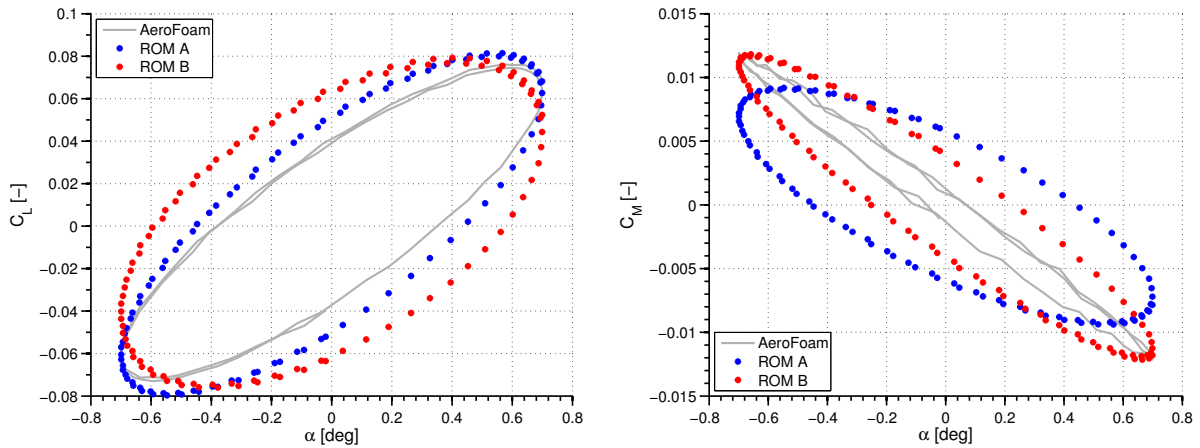 AeroFoam
ROM A
ROM B
0.1
0.08
0.06
0.04
0.02
0
−0.02
−0.04
−0.06
−0.08
C_L [−]
−0.8 −0.6 −0.4 −0.2 0 0.2 0.4 0.6 0.8
α [deg]
0.015
0.01
0.005
0
−0.005
−0.01
−0.015
C_M [−]
AeroFoam
ROM A
ROM B
−0.8 −0.6 −0.4 −0.2 0 0.2 0.4 0.6 0.8
α [deg]